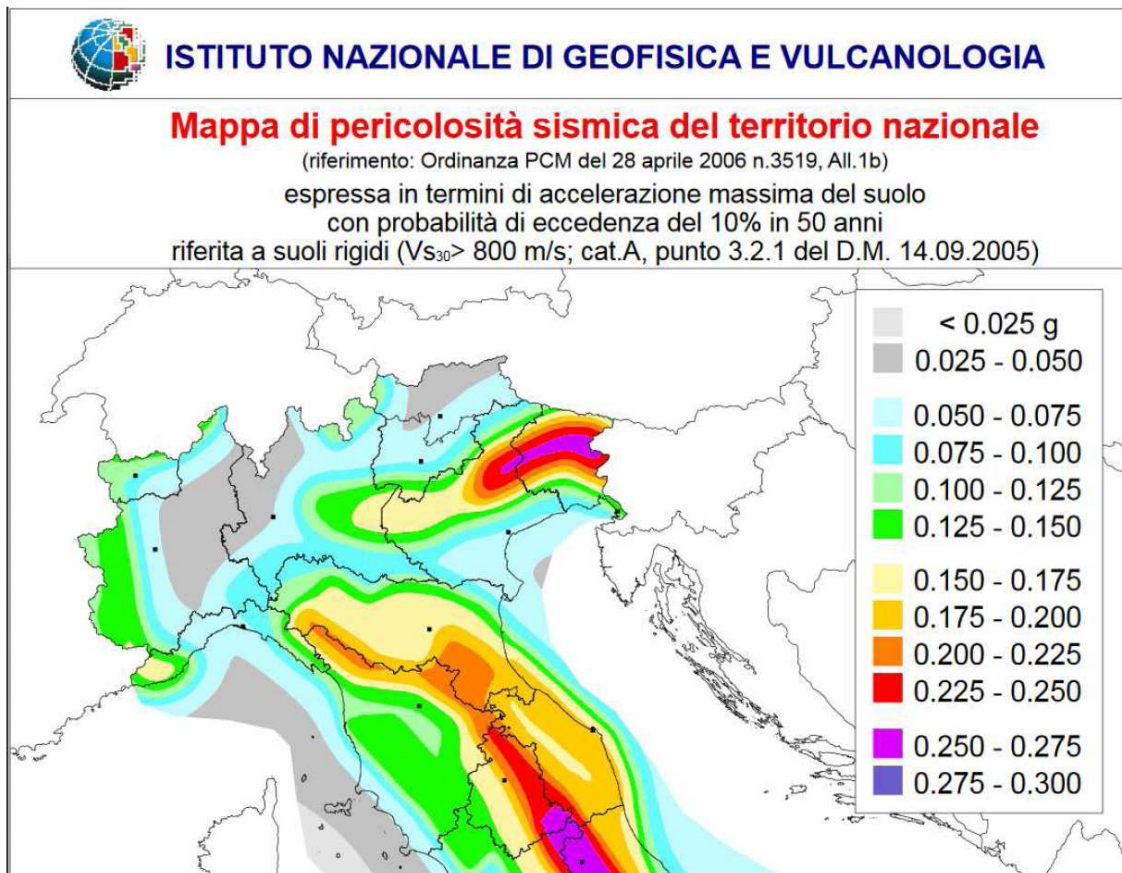 ISTITUTO NAZIONALE DI GEOFISICA E VULCANOLOGIA
Mappa di pericolosità sismica del territorio nazionale
(riferimento: Ordinanza PCM del 28 aprile 2006 n.3519, All.1b)
espressa in termini di accelerazione massima del suolo
con probabilità di eccedenza del 10% in 50 anni
riferita a suoli rigidi (Vs30> 800 m/s; cat.A, punto 3.2.1 del D.M. 14.09.2005)
< 0.025 g
0.025 - 0.050
0.050 - 0.075
0.075 - 0.100
0.100 - 0.125
0.125 - 0.150
0.150 - 0.175
0.175 - 0.200
0.200 - 0.225
0.225 - 0.250
0.250 - 0.275
0.275 - 0.300